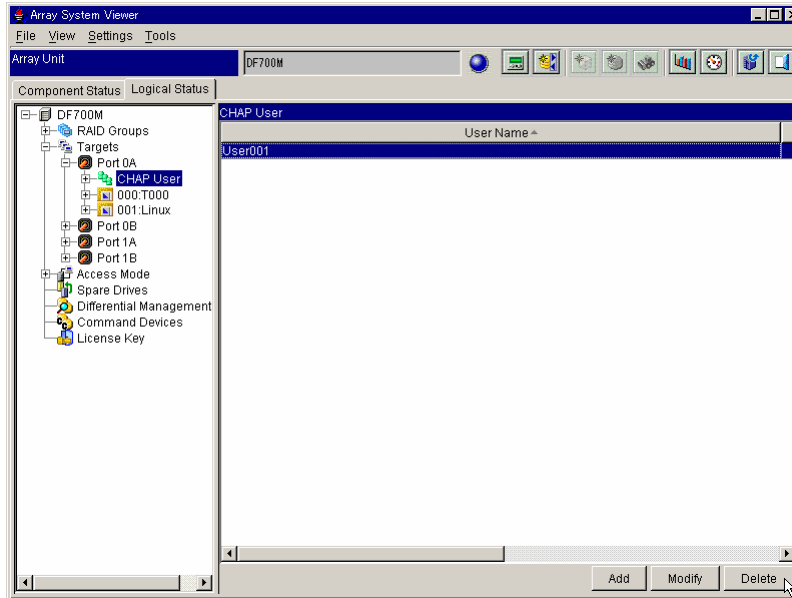 Array System Viewer
File View Settings Tools
Array Unit
DF700M
Component Status
Logical Status
DF700M
RAID Groups
Targets
Port 0A
CHAP User
000:T000
001:Linux
Port 0B
Port 1A
Port 1B
Access Mode
Spare Drives
Differential Management
Command Devices
License Key
CHAP User
User Name
User001
Add Modify Delete